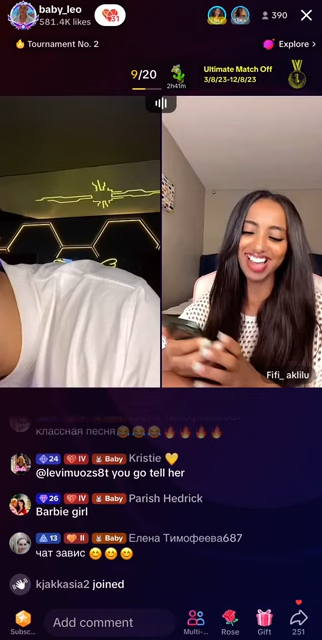 baby_leo
581.4K likes
31
390
Tournament No. 2
Explore >
9/20
2h41m
Ultimate Match Off
3/8/23-12/8/23
Fifi_ aklilu
классная песня😂😂😂🔥🔥🔥🔥
24 IV Baby Kristie 💛
@levimuozs8t you go tell her
26 IV Baby Parish Hedrick
Barbie girl
13 II Baby Елена Тимофеева687
чат завис 😊😊😊
kjakkasia2 joined
Subsc...
Add comment
Multi-...
Rose
Gift
251